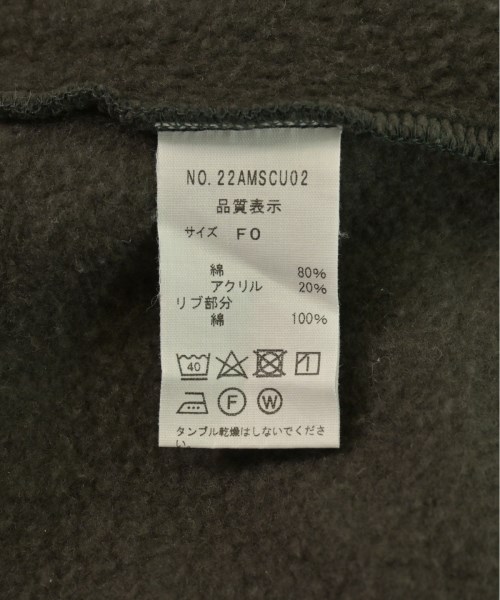 NO.22AMSCU02
品質表示
サイズ FO
綿 80%
アクリル 20%
リブ部分
綿 100%
40
F W
タンブル乾燥はしないでくださ
い。